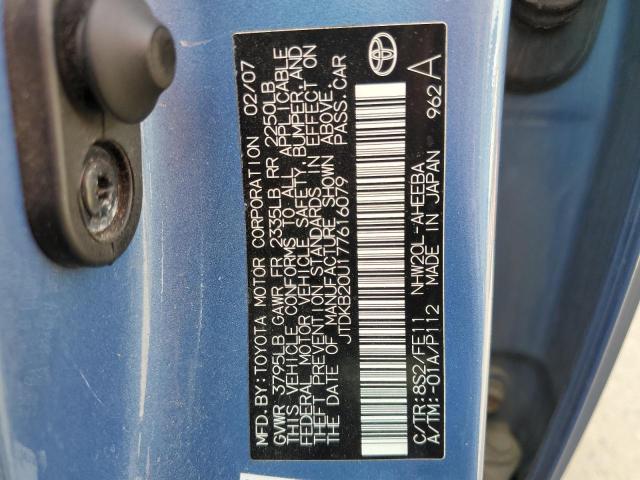 MFD. BY: TOYOTA MOTOR CORPORATION 02/07
GVWR 3795LB GAWR FR 2335LB RR 2250LB
THIS VEHICLE CONFORMS TO ALL APPLICABLE
FEDERAL MOTOR VEHICLE SAFETY, BUMPER, AND
THEFT PREVENTION STANDARDS IN EFFECT ON
THE DATE OF MANUFACTURE SHOWN ABOVE.
JTDKB20U177616079 PASS. CAR
C/TR:8S2/FE11 NHW20L-AHEEBA
A/TM:-01A/P112 MADE IN JAPAN 962 A